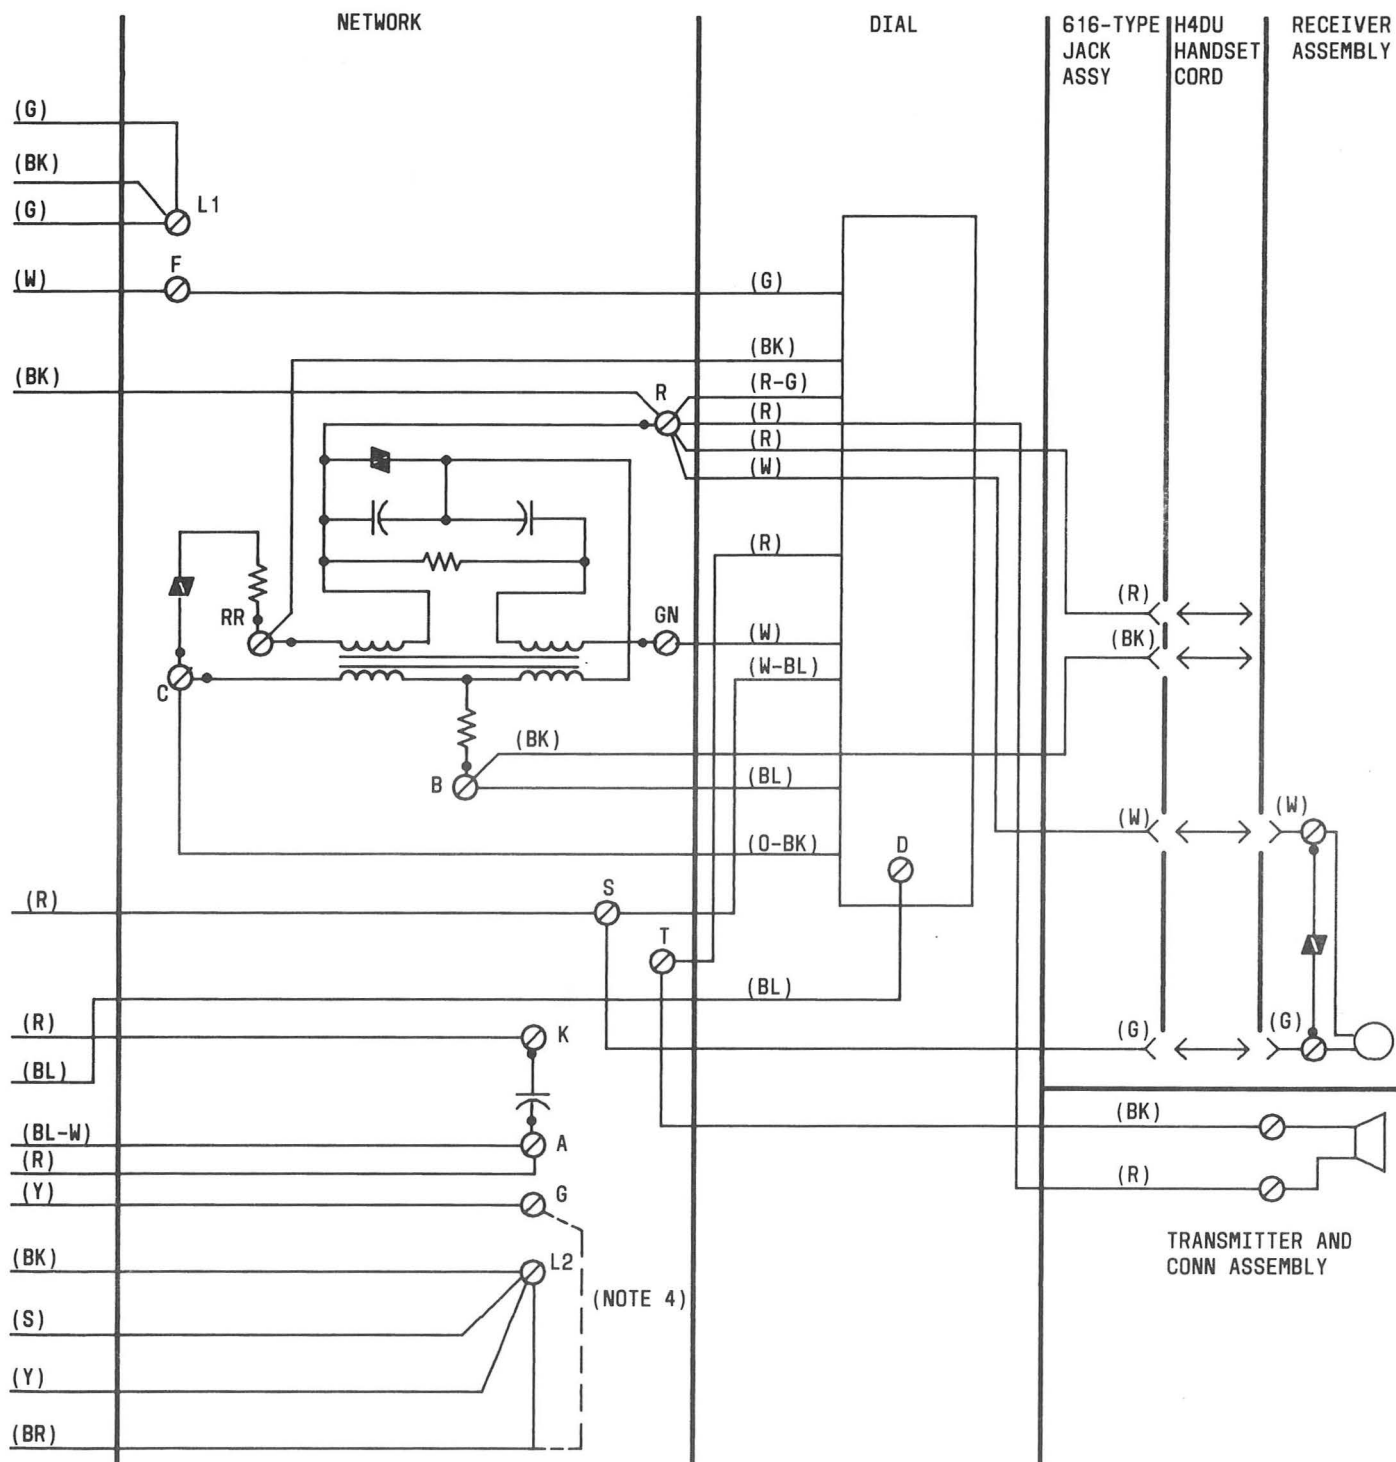 NETWORK
DIAL
616-TYPE
JACK
ASSY
H4DU
HANDSET
CORD
RECEIVER
ASSEMBLY
(G)
(BK)
(G)
L1
(W)
F
(G)
(BK)
(BK)
(R-G)
R
(R)
(R)
(W)
(R)
(R)
RR
GN
(W)
(BK)
(W-BL)
C
(BK)
B
(BL)
(W)
(W)
(O-BK)
D
(R)
S
T
(BL)
(R)
K
(G)
(G)
(BL)
(BK)
(BL-W)
A
(R)
(R)
(Y)
G
TRANSMITTER AND
CONN ASSEMBLY
(BK)
L2
(NOTE 4)
(S)
(Y)
(BR)